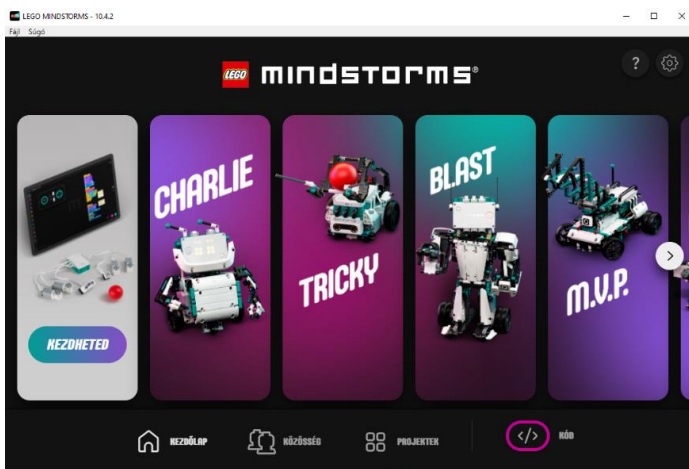 LEGO MINDSTORMS - 10.4.2
Fájl Súgó
LEGO MINDSTORMS®
?
CHARLIE
TRICKY
BLAST
M.V.P.
KEZDHETED
KEZDŐLAP
KÖZÖSSÉG
PROJEKTEK
</> KÓD